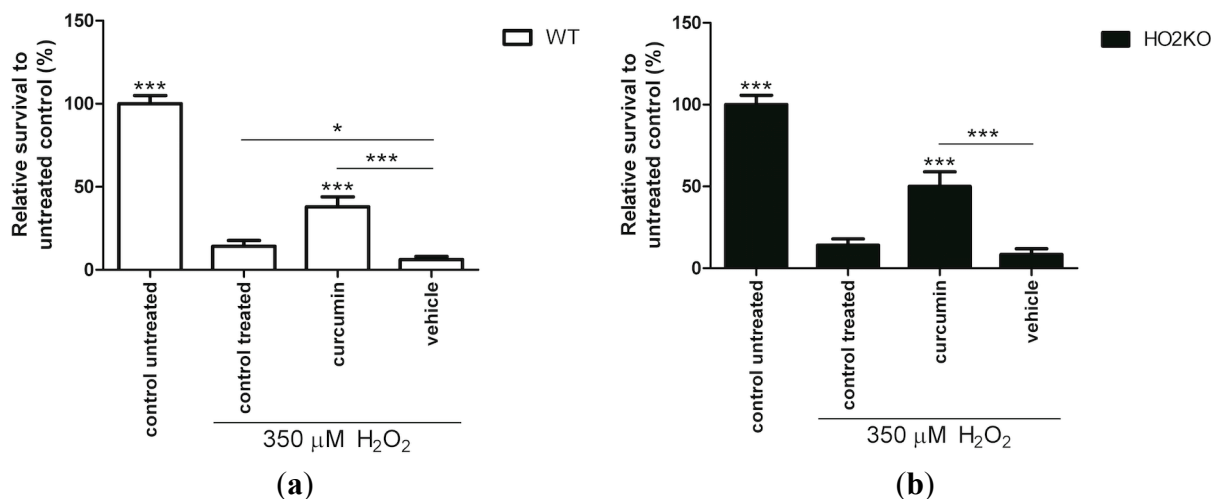 WT
Relative survival to
untreated control (%)
150
100
50
0
***
*
***
***
control untreated
control treated
curcumin
vehicle
350 μM H₂O₂
(a)
HO2KO
Relative survival to
untreated control (%)
150
100
50
0
***
***
***
control untreated
control treated
curcumin
vehicle
350 μM H₂O₂
(b)